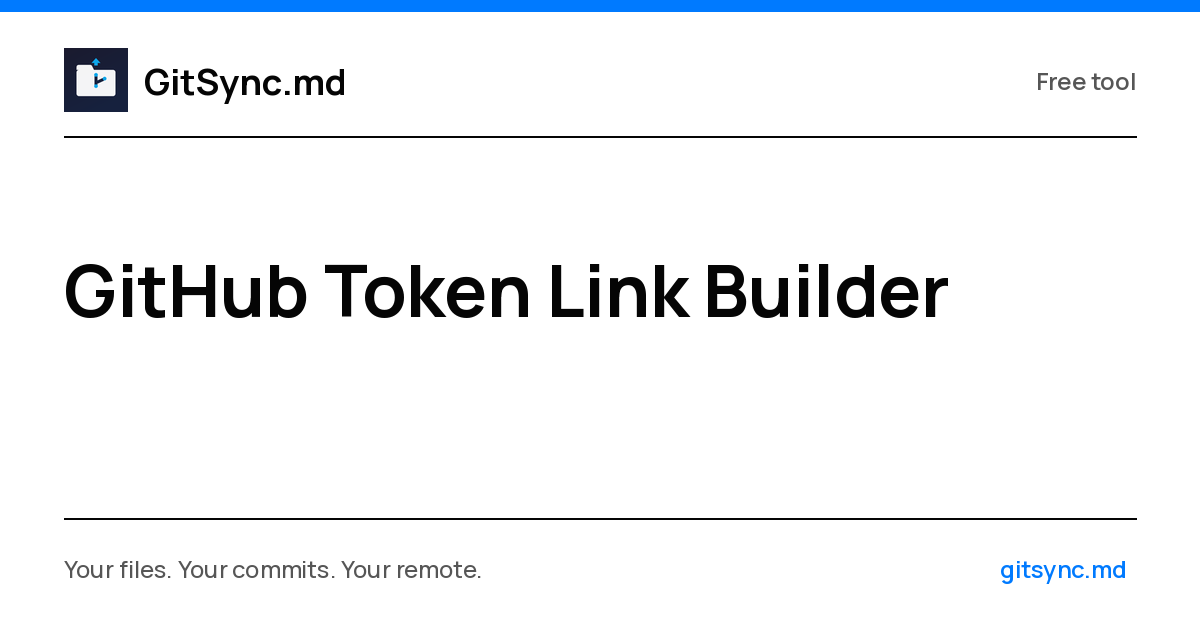 GitSync.md
Free tool
GitHub Token Link Builder
Your files. Your commits. Your remote.
gitsync.md